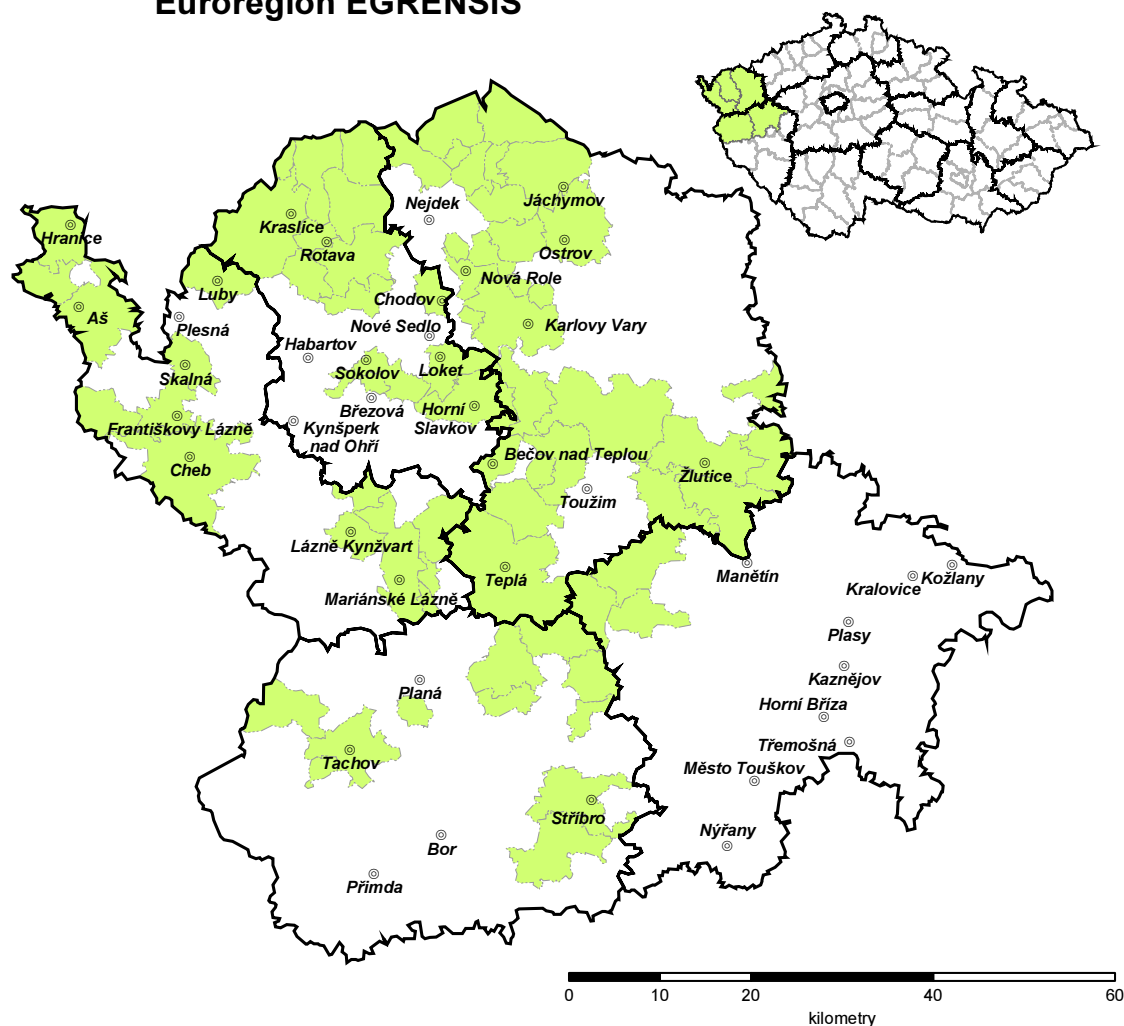 Euroregion EGRENSIS
Jáchymov
Nejdek
Kraslice
Hranice
Rotava
Ostrov
Nová Role
Luby
Chodov
Aš
Plesná
Nové Sedlo
Karlovy Vary
Habartov
Skalná
Sokolov
Loket
Březová
Horní
Slavkov
Františkovy Lázně
Kynšperk
nad Ohří
Cheb
Bečov nad Teplou
Žlutice
Toužim
Lázně Kynžvart
Teplá
Manětín
Kralovice
Kožlany
Mariánské Lázně
Plasy
Kaznějov
Planá
Horní Bříza
Třemošná
Tachov
Město Touškov
Stříbro
Nýřany
Bor
Přimda
0 10 20 40 60
kilometry